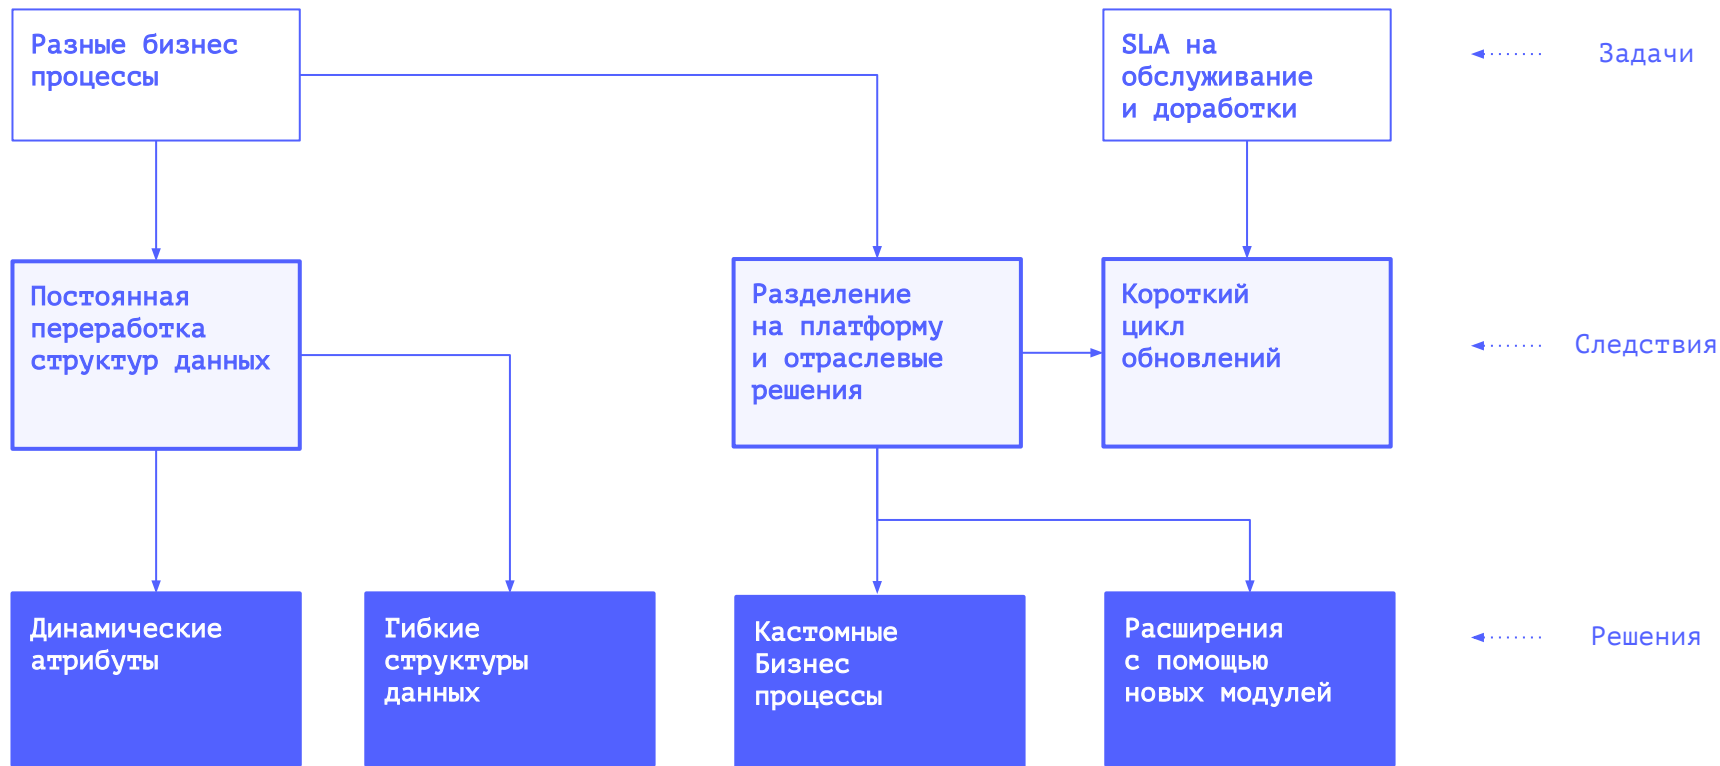 Разные бизнес
процессы
SLA на
обслуживание
и доработки
Задачи
Постоянная
переработка
структур данных
Разделение
на платформу
и отраслевые
решения
Короткий
цикл
обновлений
Следствия
Динамические
атрибуты
Гибкие
структуры
данных
Кастомные
Бизнес
процессы
Расширения
с помощью
новых модулей
Решения